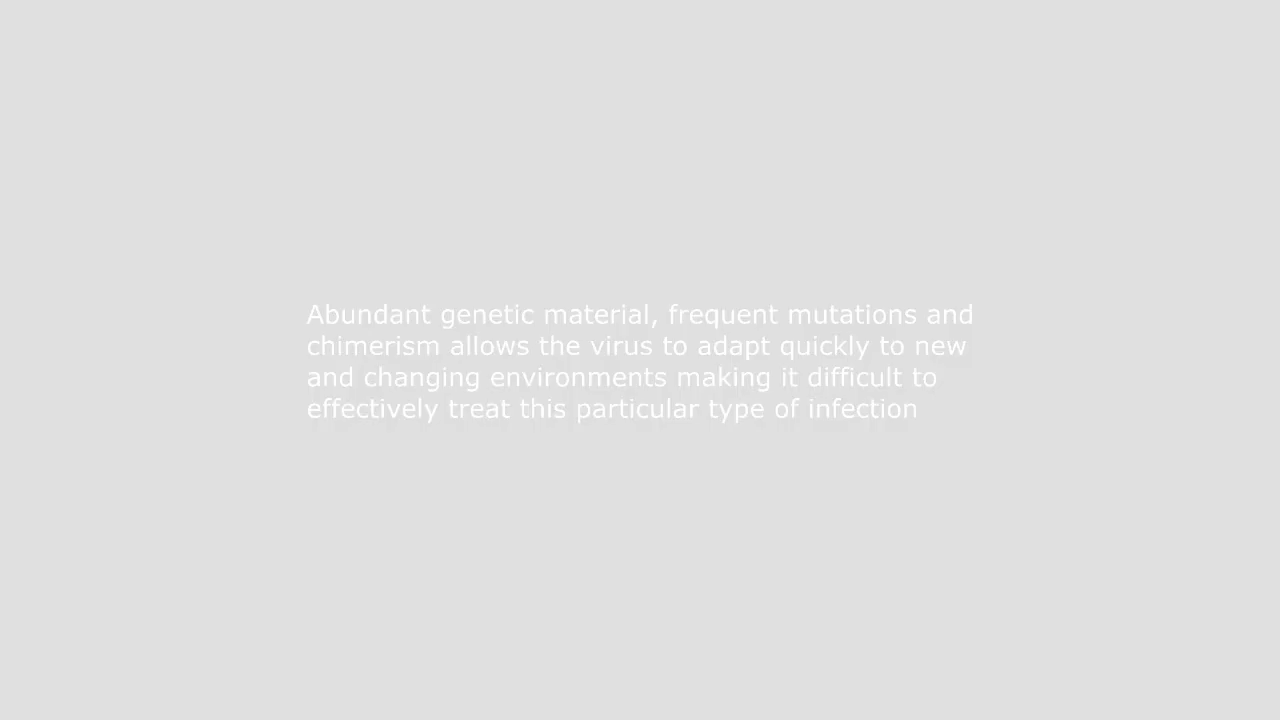 Abundant genetic material, frequent mutations and
chimerism allows the virus to adapt quickly to new
and changing environments making it difficult to
effectively treat this particular type of infection